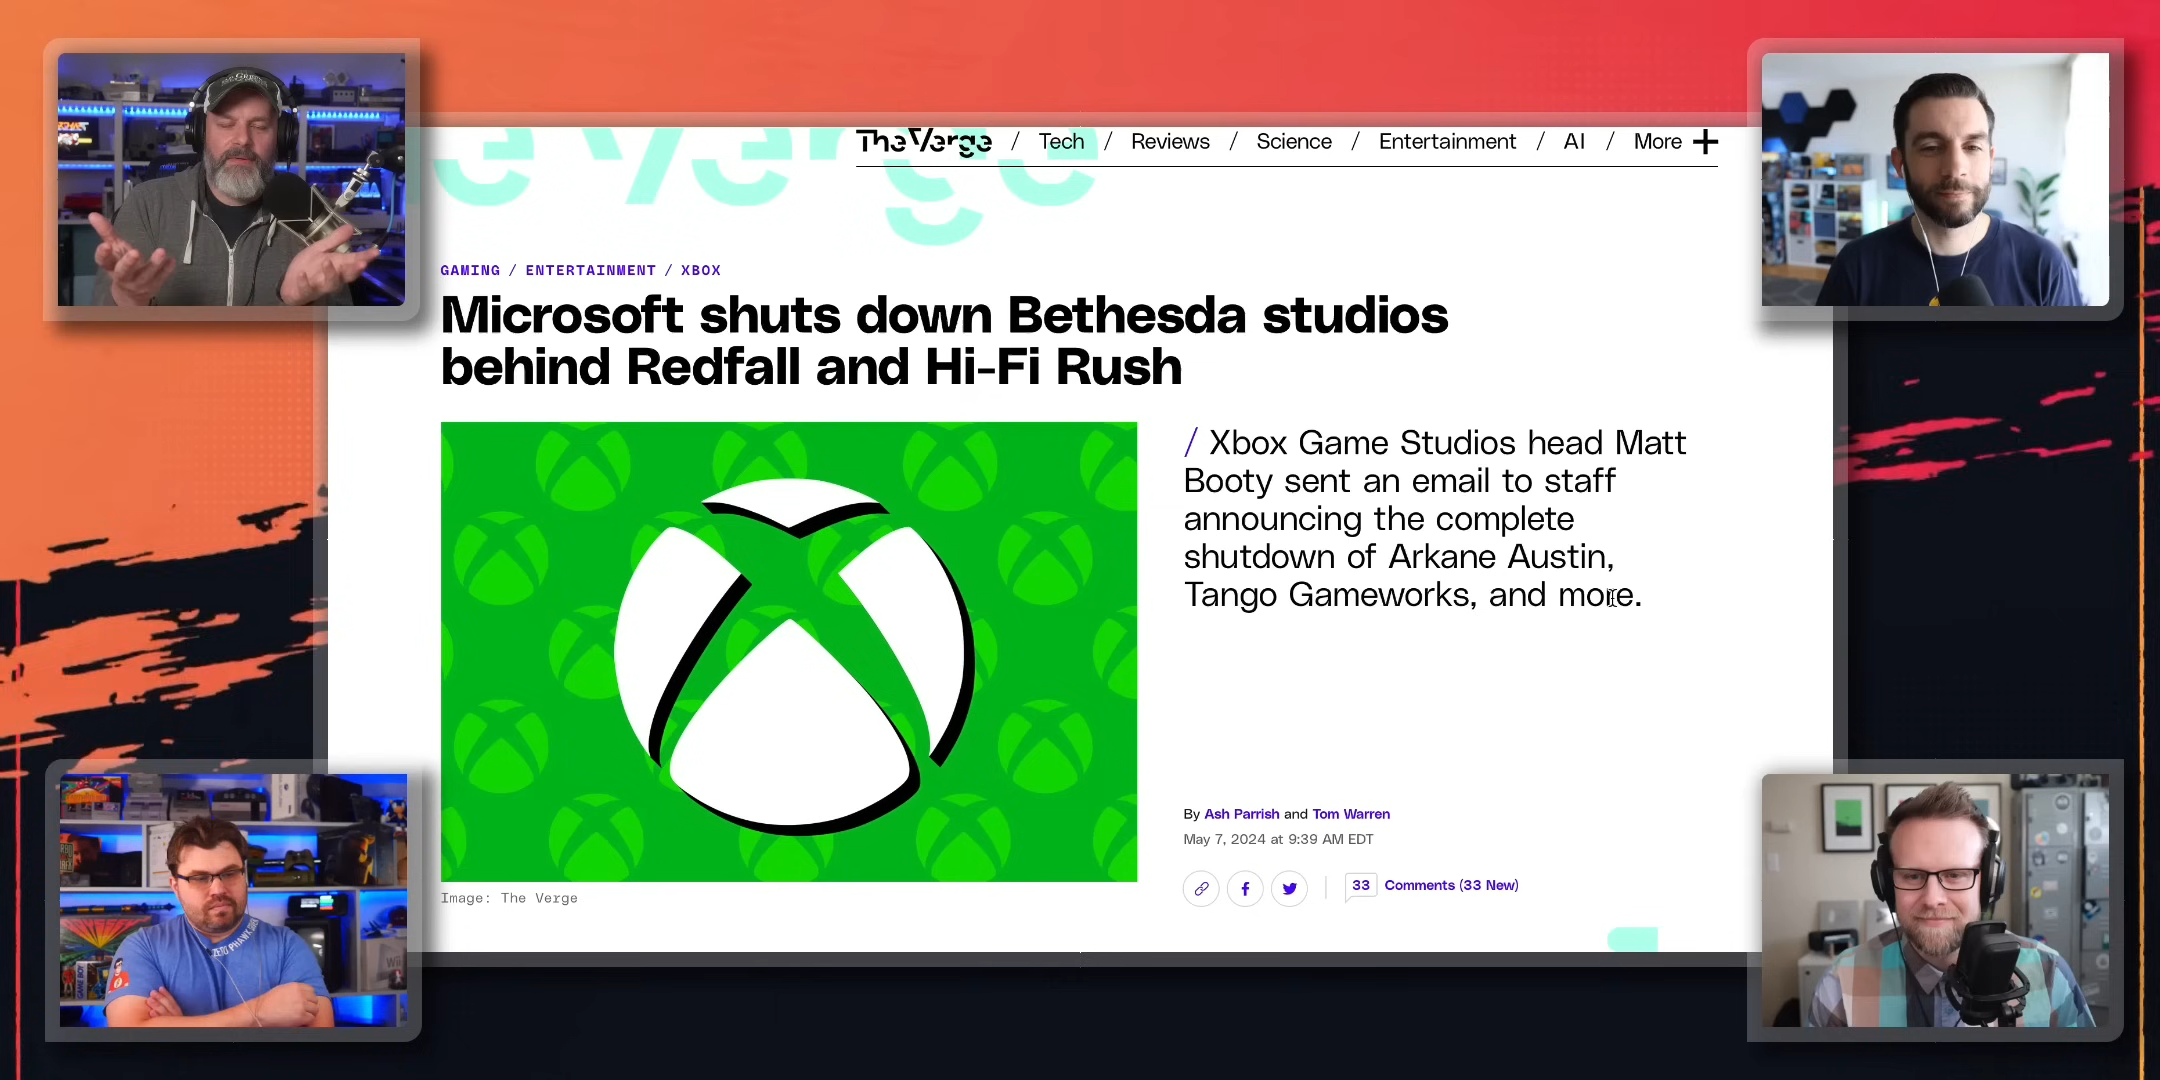 The Verge / Tech / Reviews / Science / Entertainment / AI / More +
GAMING / ENTERTAINMENT / XBOX
Microsoft shuts down Bethesda studios
behind Redfall and Hi-Fi Rush
/ Xbox Game Studios head Matt
Booty sent an email to staff
announcing the complete
shutdown of Arkane Austin,
Tango Gameworks, and more.
By Ash Parrish and Tom Warren
May 7, 2024 at 9:39 AM EDT
33 Comments (33 New)
Image: The Verge